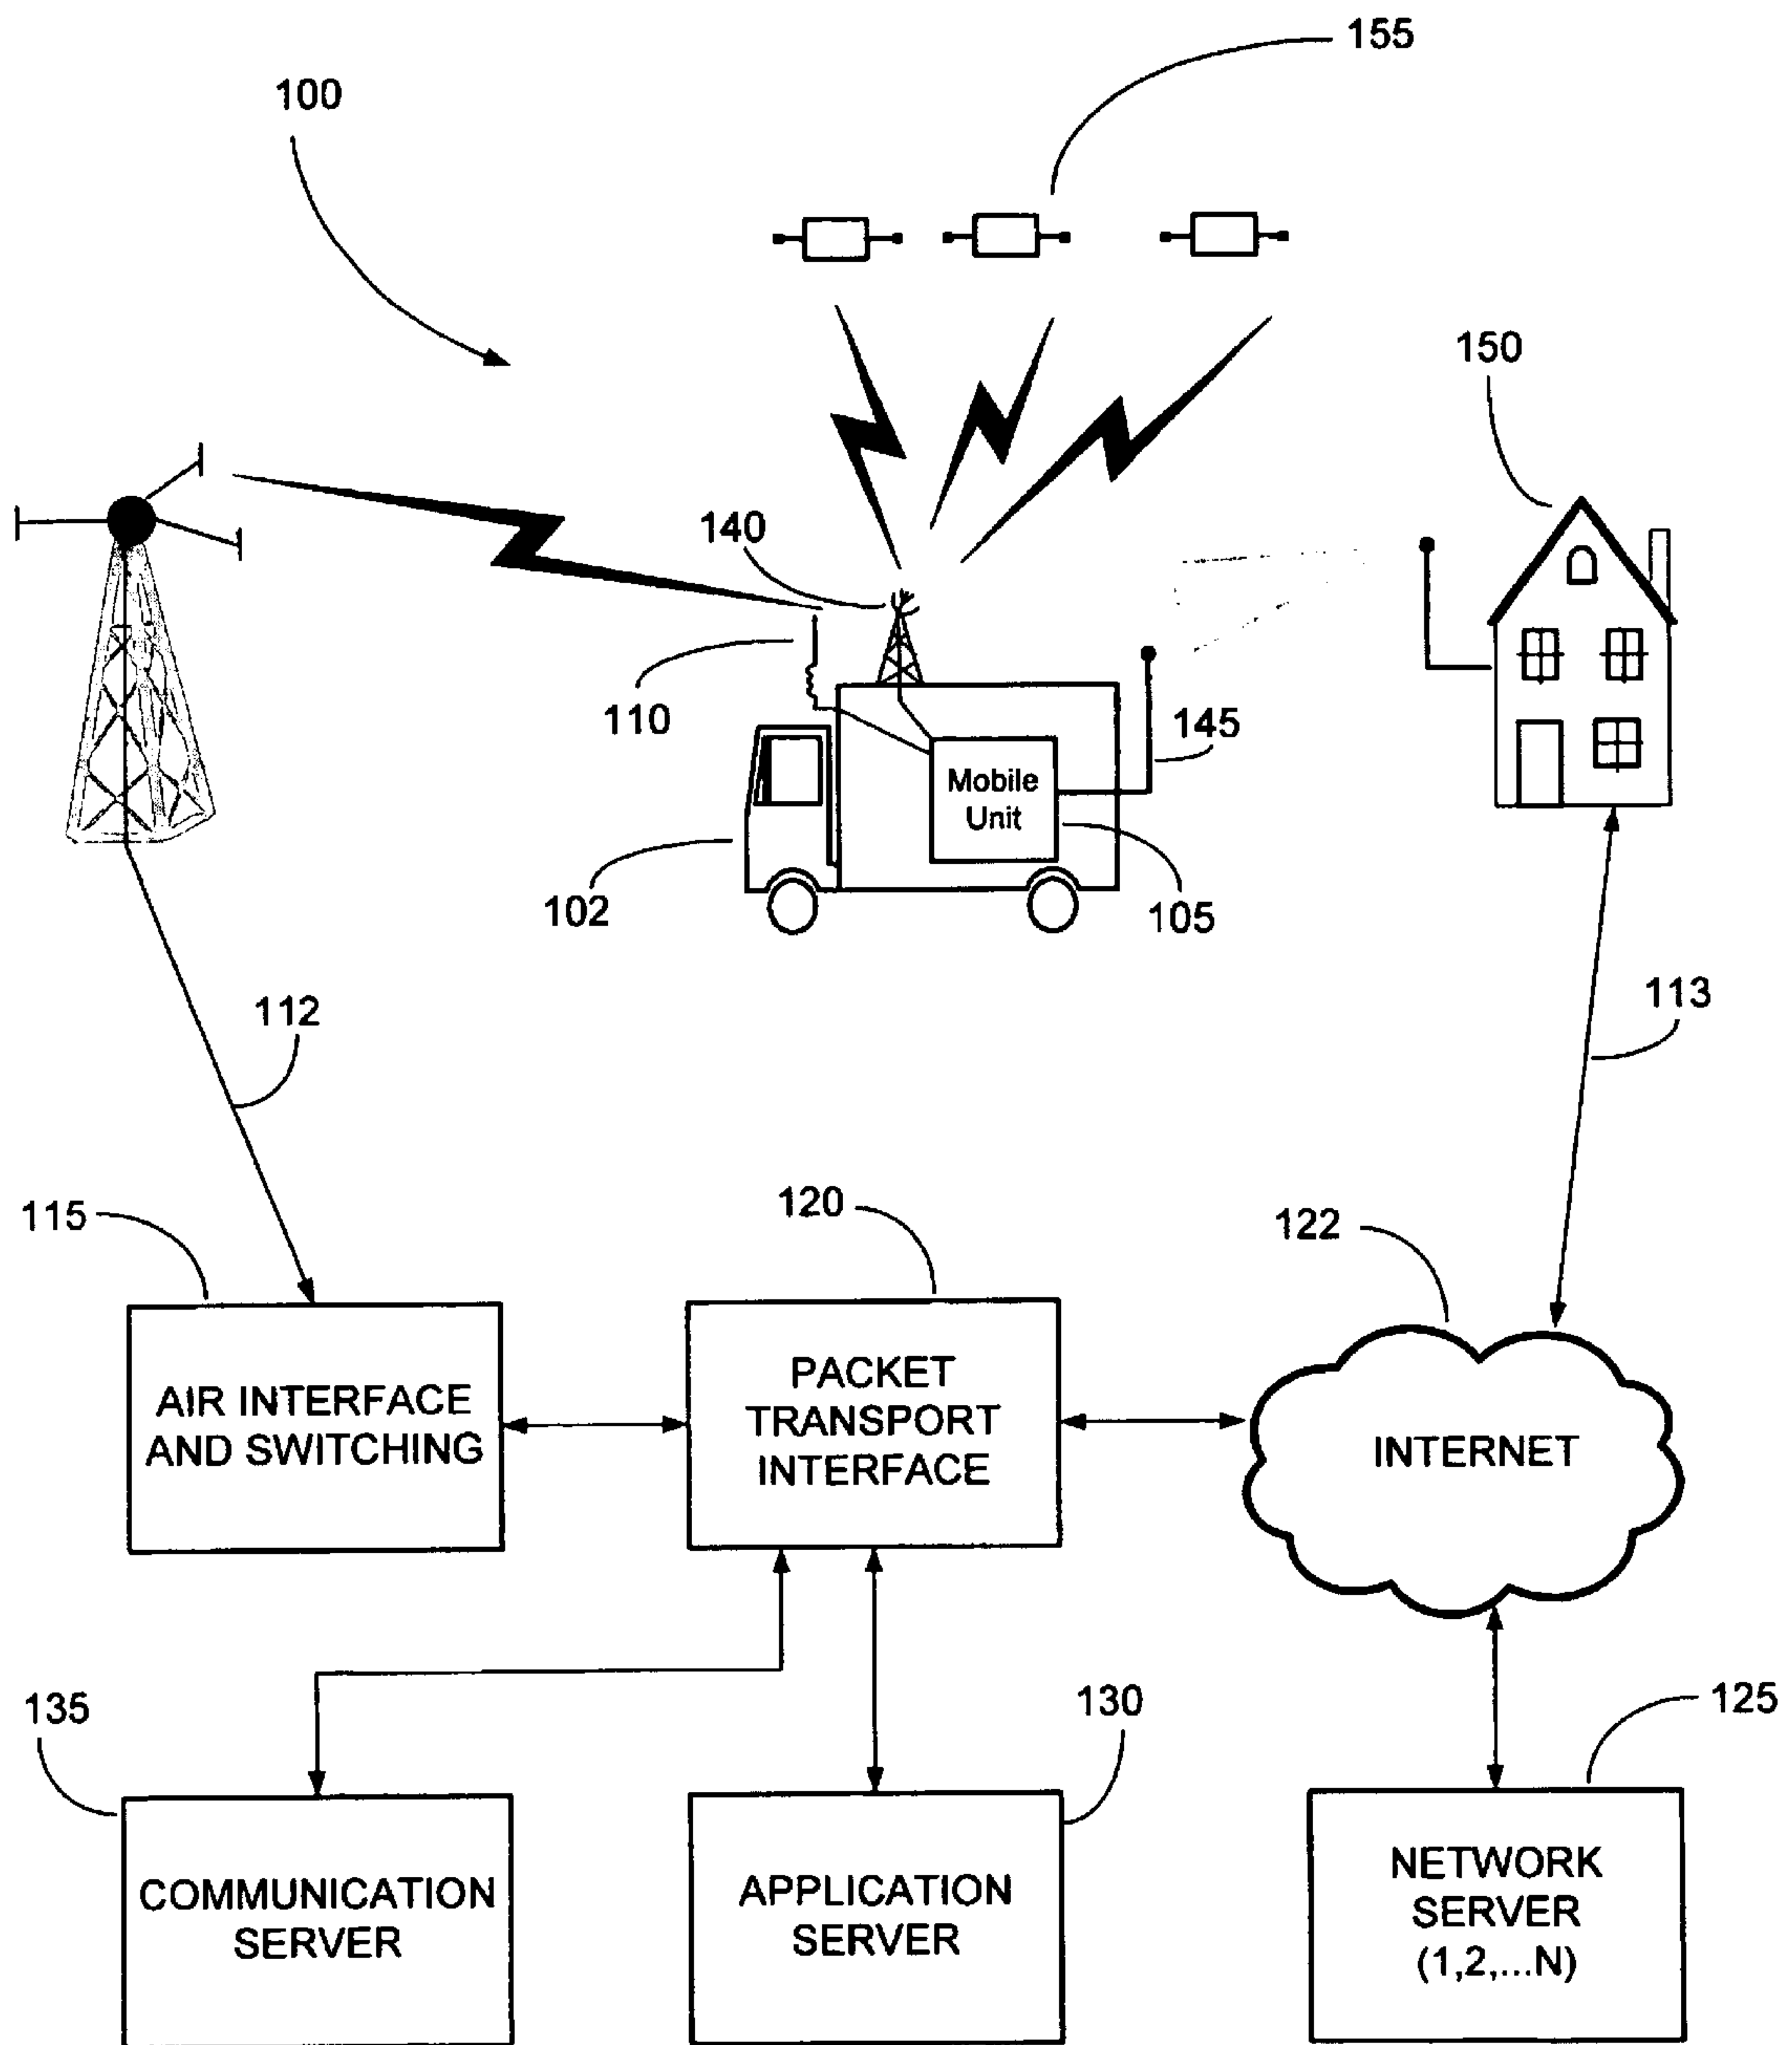 155
100
150
140
110
145
Mobile
Unit
102
105
112
113
115
120
122
AIR INTERFACE
AND SWITCHING
PACKET
TRANSPORT
INTERFACE
INTERNET
135
130
125
COMMUNICATION
SERVER
APPLICATION
SERVER
NETWORK
SERVER
(1,2,...N)